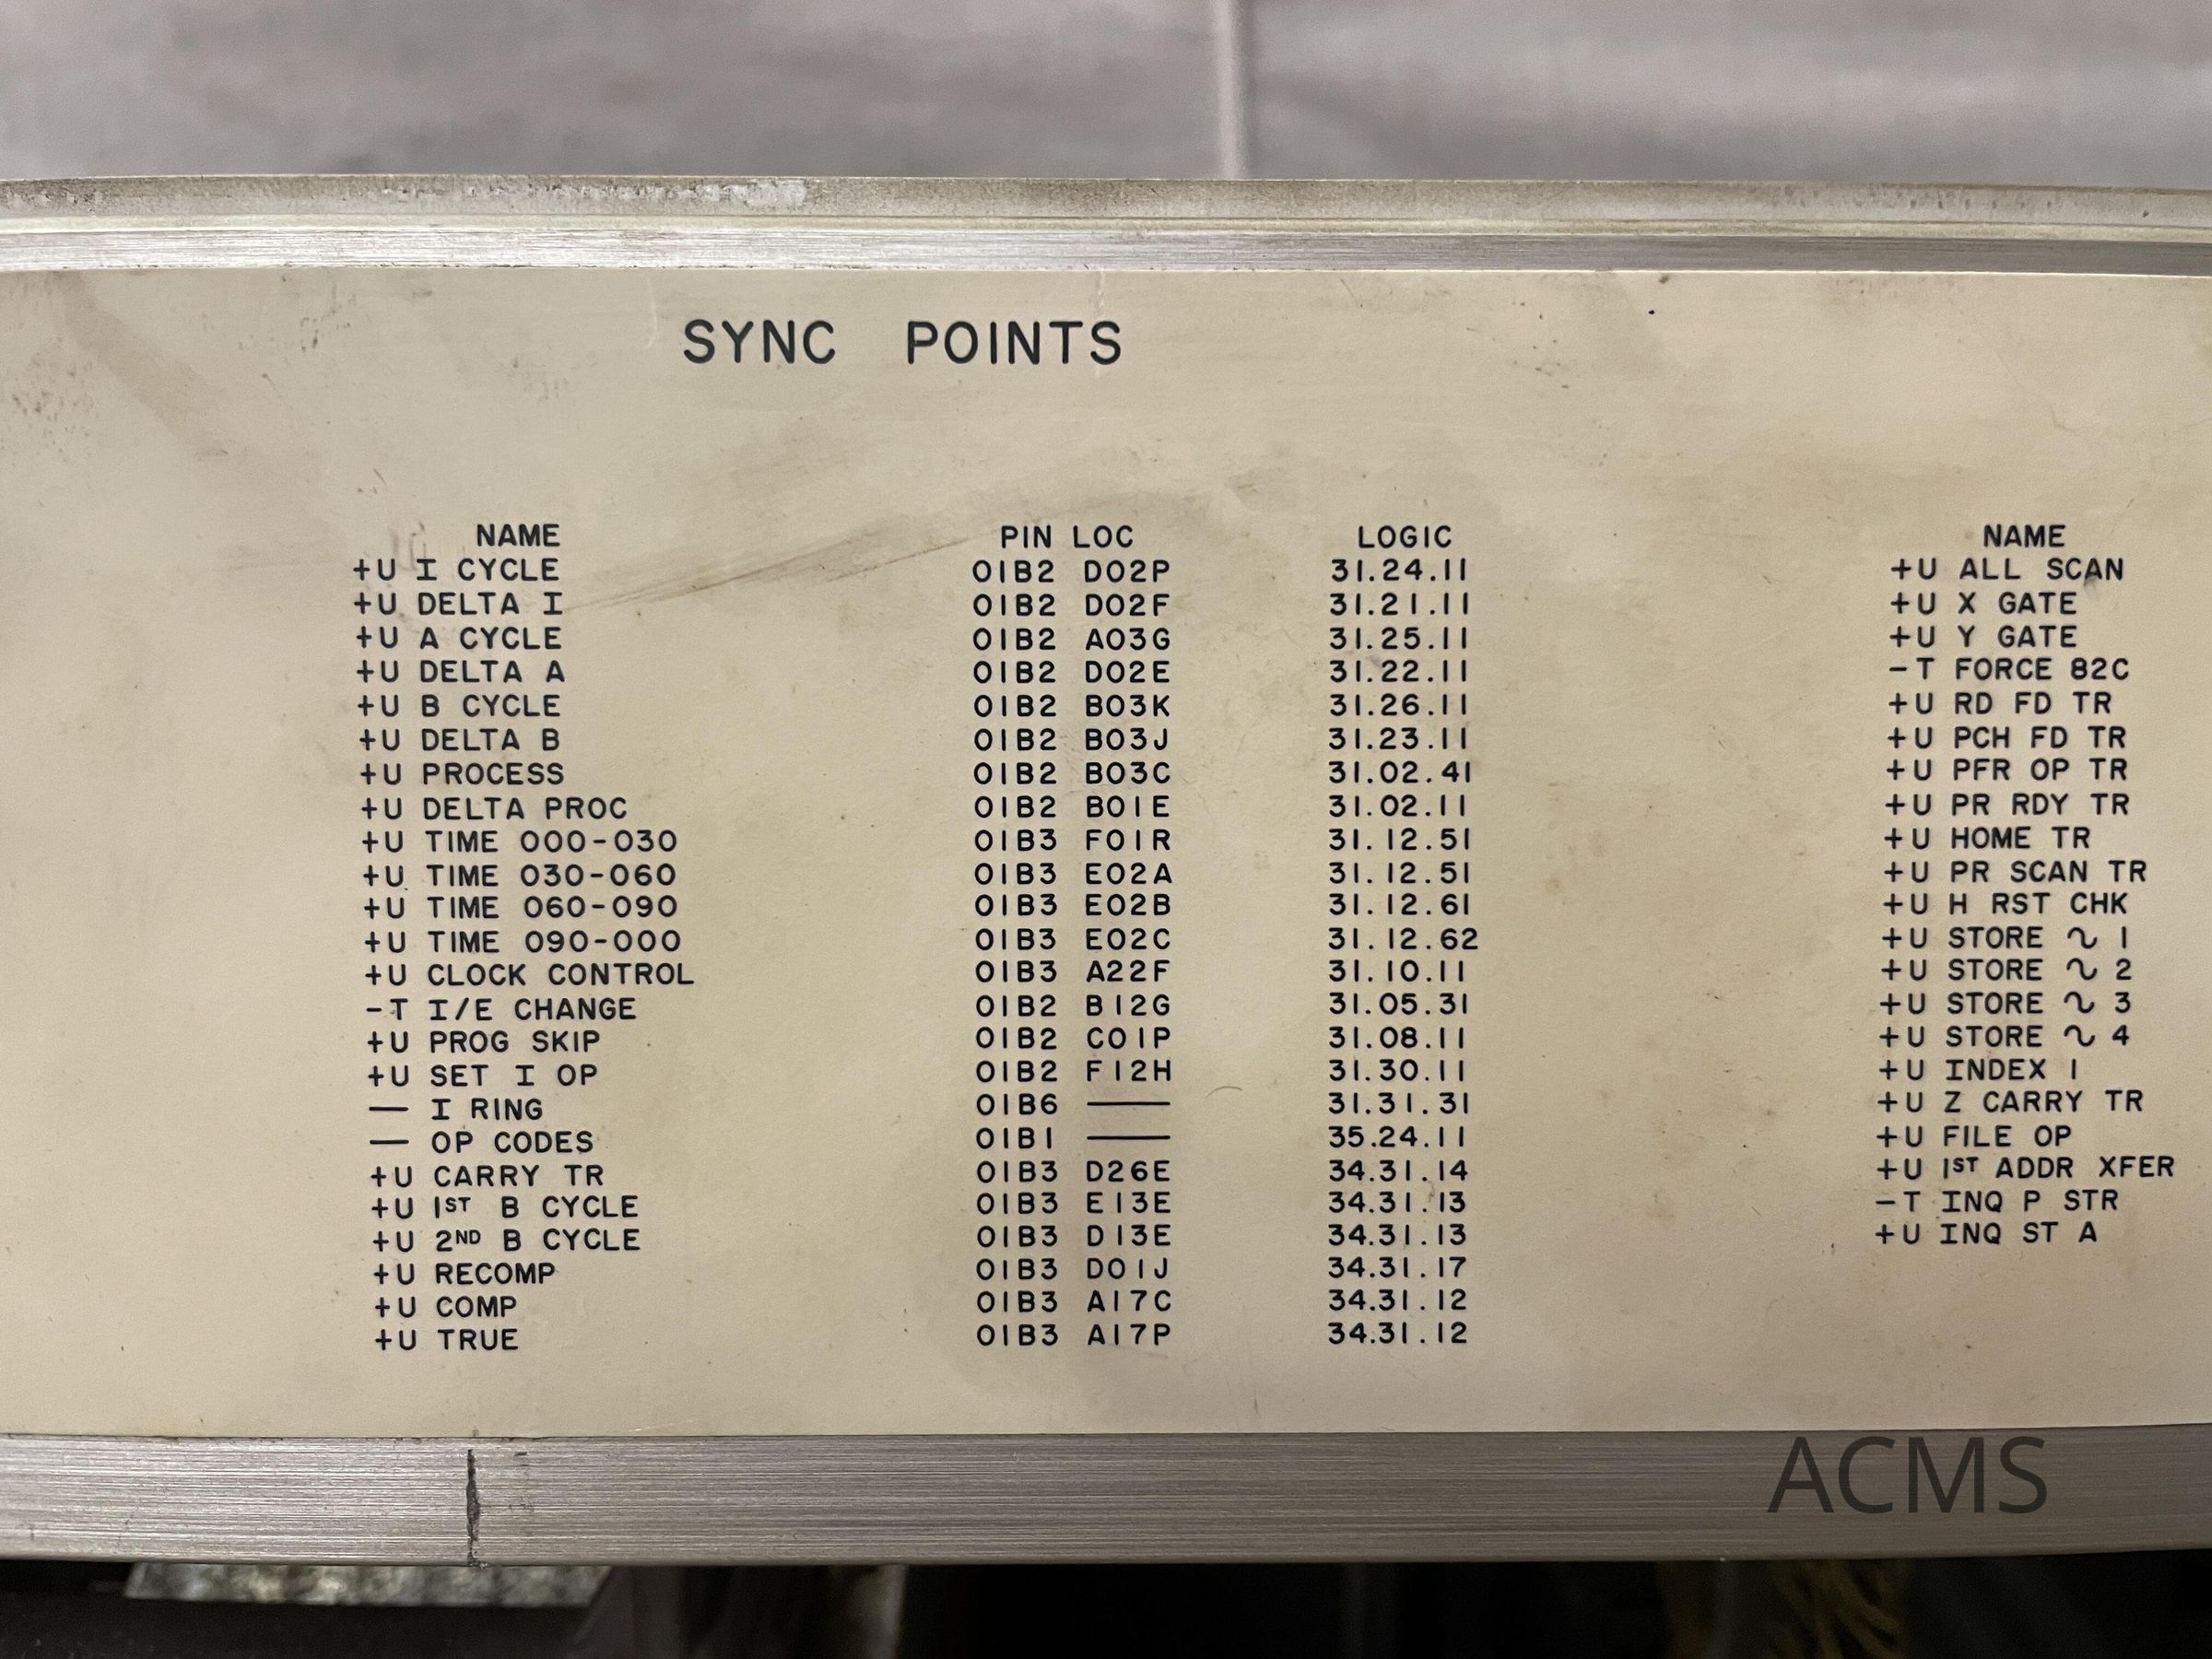 SYNC POINTS
NAME PIN LOC LOGIC NAME
+U I CYCLE 01B2 D02P 31.24.11 +U ALL SCAN
+U DELTA I 01B2 D02F 31.21.11 +U X GATE
+U A CYCLE 01B2 A03G 31.25.11 +U Y GATE
+U DELTA A 01B2 D02E 31.22.11 -T FORCE 82C
+U B CYCLE 01B2 B03K 31.26.11 +U RD FD TR
+U DELTA B 01B2 B03J 31.23.11 +U PCH FD TR
+U PROCESS 01B2 B03C 31.02.41 +U PFR OP TR
+U DELTA PROC 01B2 B01E 31.02.11 +U PR RDY TR
+U TIME 000-030 01B3 F01R 31.12.51 +U HOME TR
+U TIME 030-060 01B3 E02A 31.12.51 +U PR SCAN TR
+U TIME 060-090 01B3 E02B 31.12.61 +U H RST CHK
+U TIME 090-000 01B3 E02C 31.12.62 +U STORE ∿ 1
+U CLOCK CONTROL 01B3 A22F 31.10.11 +U STORE ∿ 2
-T I/E CHANGE 01B2 B12G 31.05.31 +U STORE ∿ 3
+U PROG SKIP 01B2 C01P 31.08.11 +U STORE ∿ 4
+U SET I OP 01B2 F12H 31.30.11 +U INDEX 1
— I RING 01B6 —— 31.31.31 +U Z CARRY TR
— OP CODES 01B1 —— 35.24.11 +U FILE OP
+U CARRY TR 01B3 D26E 34.31.14 +U 1ST ADDR XFER
+U 1ST B CYCLE 01B3 E13E 34.31.13 -T INQ P STR
+U 2ND B CYCLE 01B3 D13E 34.31.13 +U INQ ST A
+U RECOMP 01B3 D01J 34.31.17
+U COMP 01B3 A17C 34.31.12
+U TRUE 01B3 A17P 34.31.12
ACMS